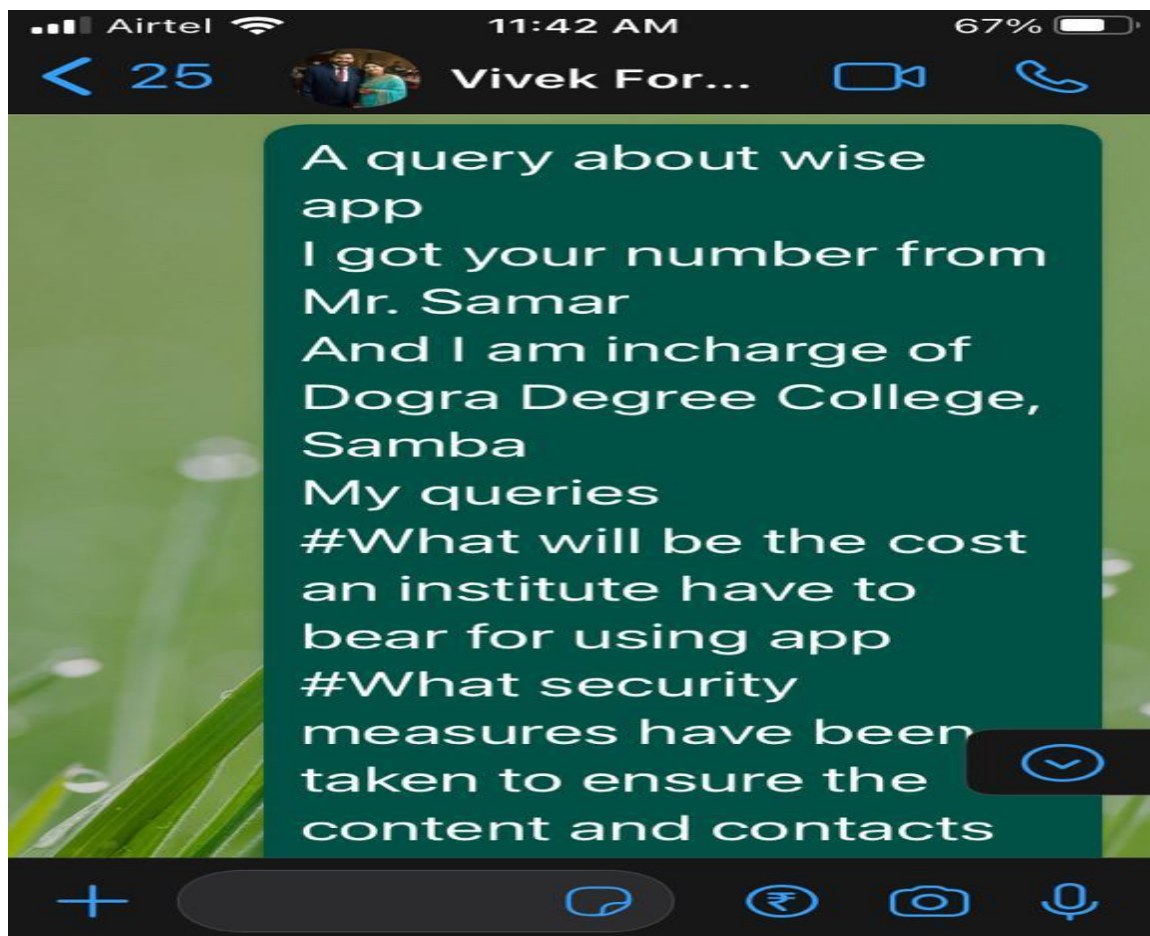 Airtel 11:42 AM 67%
25 Vivek For...
A query about wise
app
I got your number from
Mr. Samar
And I am incharge of
Dogra Degree College,
Samba
My queries
#What will be the cost
an institute have to
bear for using app
#What security
measures have been
taken to ensure the
content and contacts